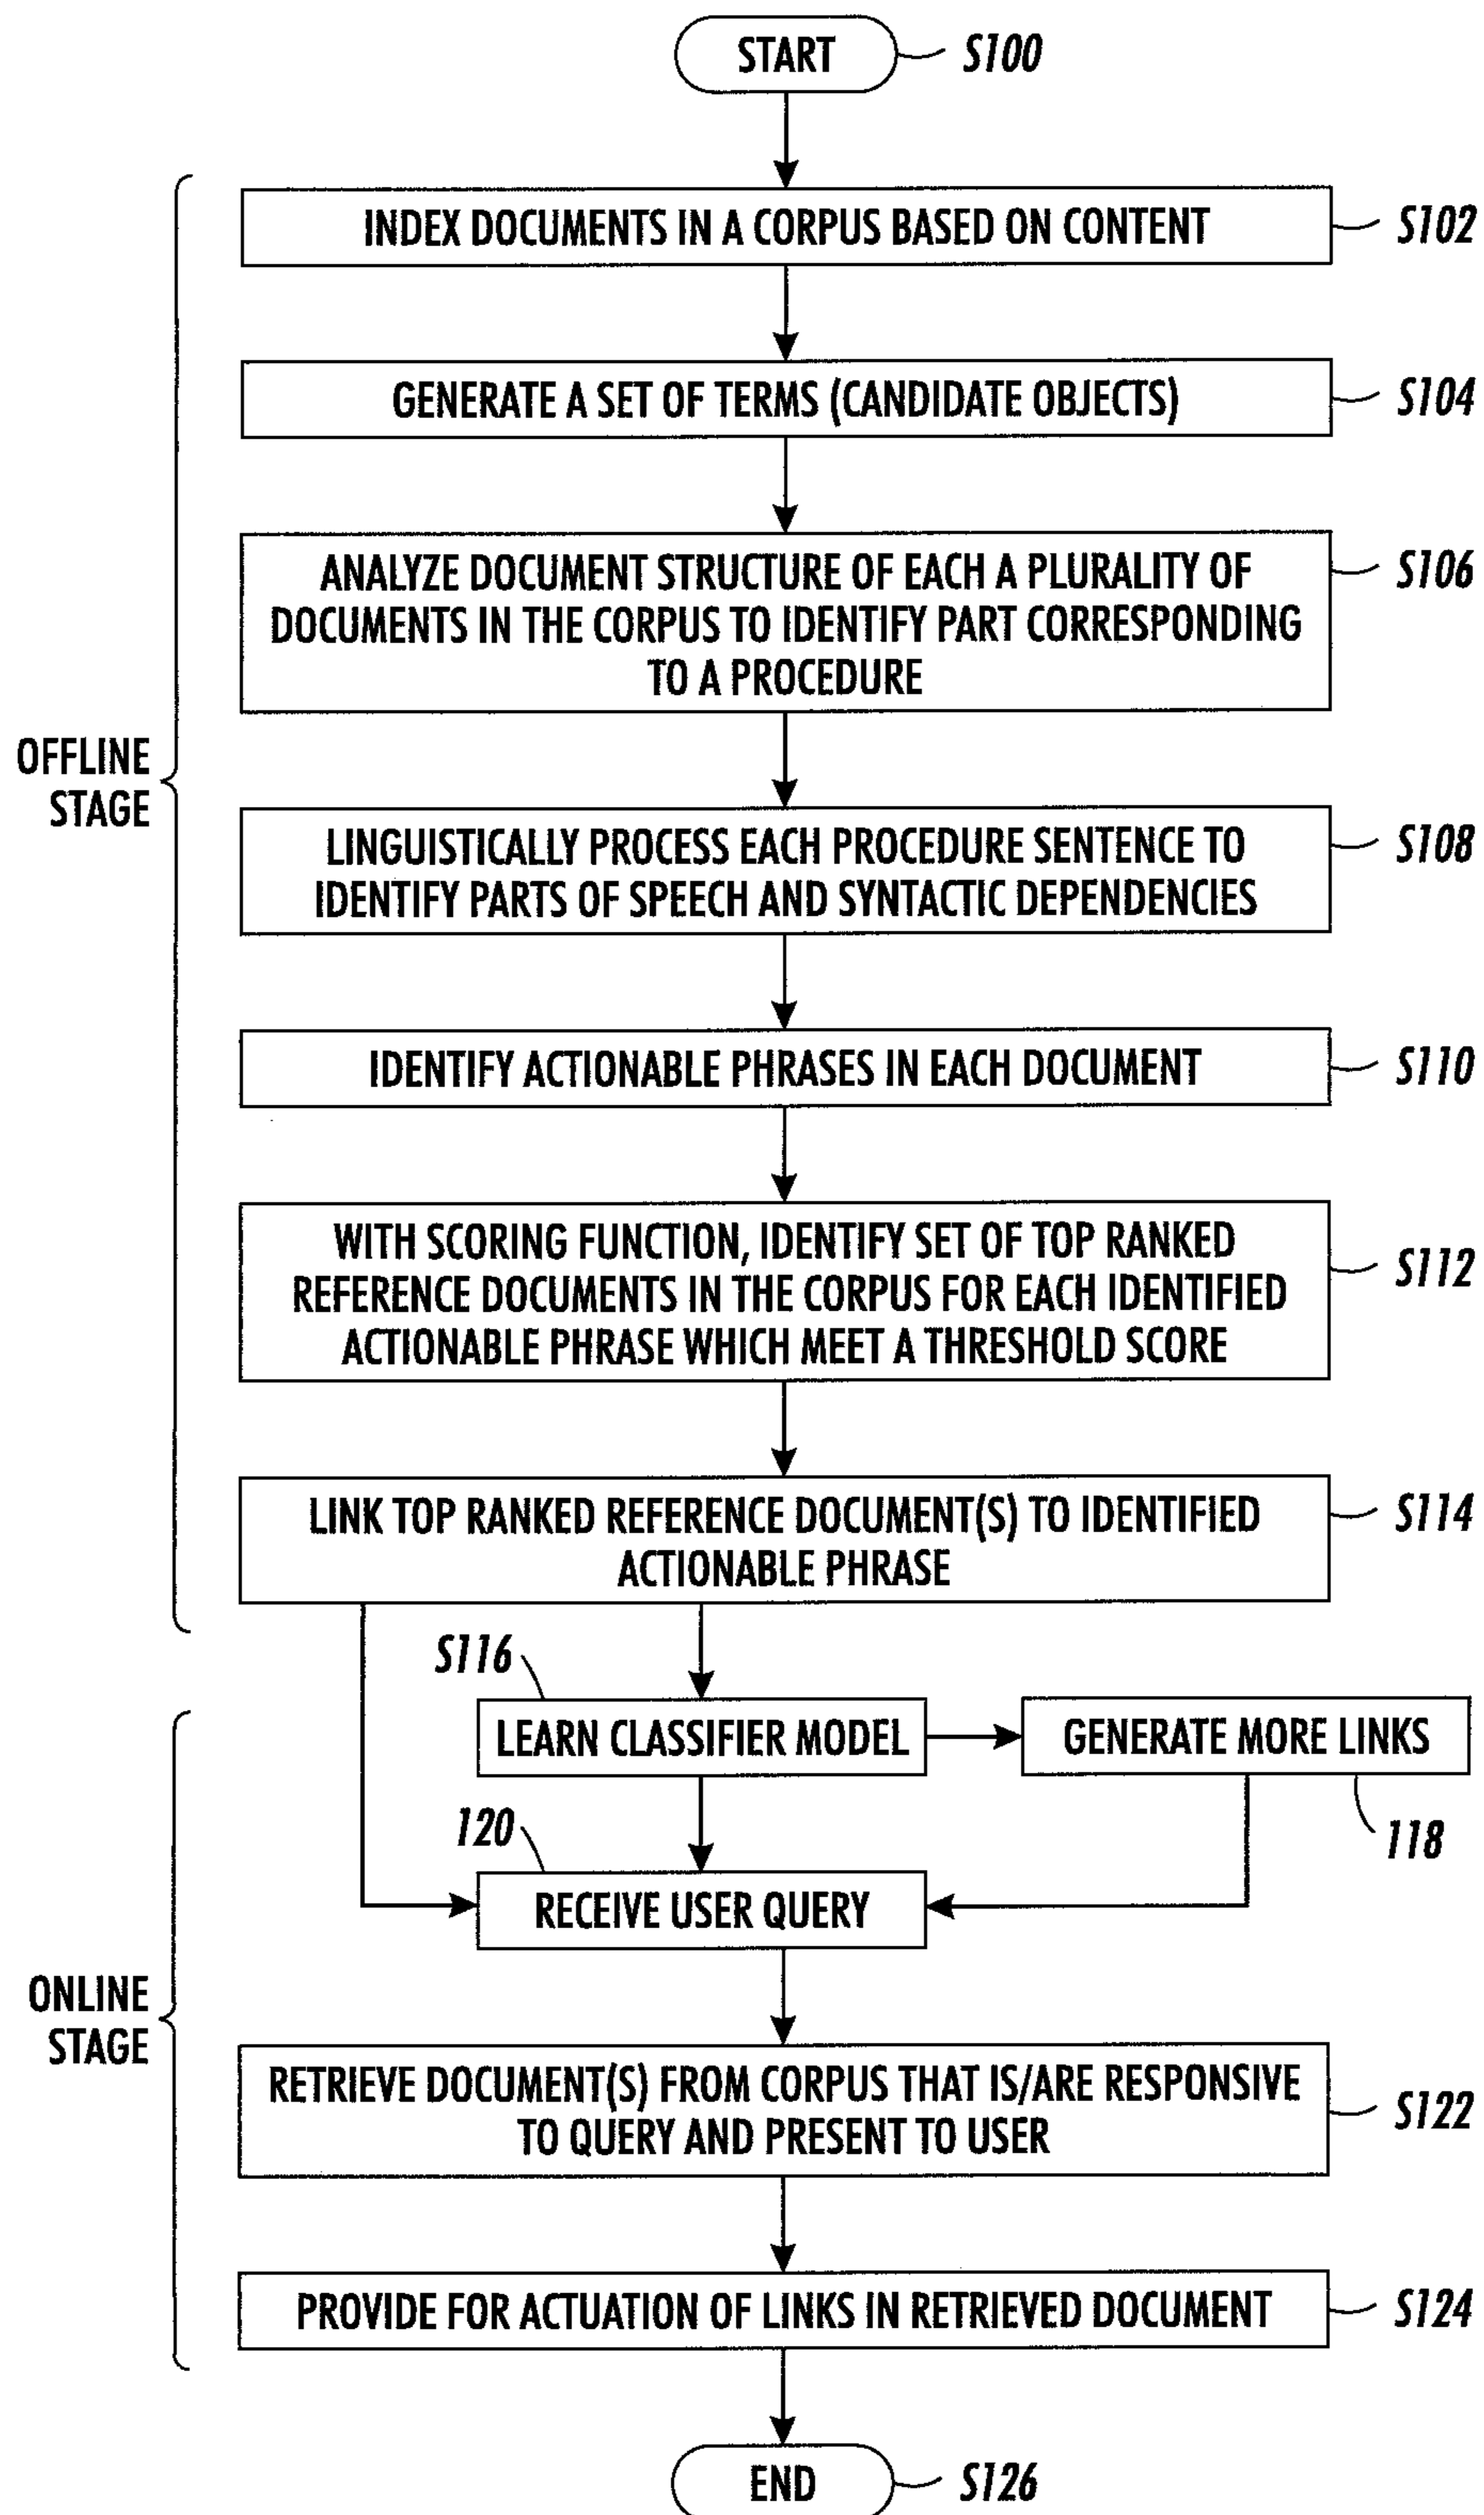 START
S100
INDEX DOCUMENTS IN A CORPUS BASED ON CONTENT
S102
GENERATE A SET OF TERMS (CANDIDATE OBJECTS)
S104
ANALYZE DOCUMENT STRUCTURE OF EACH A PLURALITY OF
DOCUMENTS IN THE CORPUS TO IDENTIFY PART CORRESPONDING
TO A PROCEDURE
S106
OFFLINE
STAGE
LINGUISTICALLY PROCESS EACH PROCEDURE SENTENCE TO
IDENTIFY PARTS OF SPEECH AND SYNTACTIC DEPENDENCIES
S108
IDENTIFY ACTIONABLE PHRASES IN EACH DOCUMENT
S110
WITH SCORING FUNCTION, IDENTIFY SET OF TOP RANKED
REFERENCE DOCUMENTS IN THE CORPUS FOR EACH IDENTIFIED
ACTIONABLE PHRASE WHICH MEET A THRESHOLD SCORE
S112
LINK TOP RANKED REFERENCE DOCUMENT(S) TO IDENTIFIED
ACTIONABLE PHRASE
S114
S116
LEARN CLASSIFIER MODEL
GENERATE MORE LINKS
118
120
RECEIVE USER QUERY
ONLINE
STAGE
RETRIEVE DOCUMENT(S) FROM CORPUS THAT IS/ARE RESPONSIVE
TO QUERY AND PRESENT TO USER
S122
PROVIDE FOR ACTUATION OF LINKS IN RETRIEVED DOCUMENT
S124
END
S126